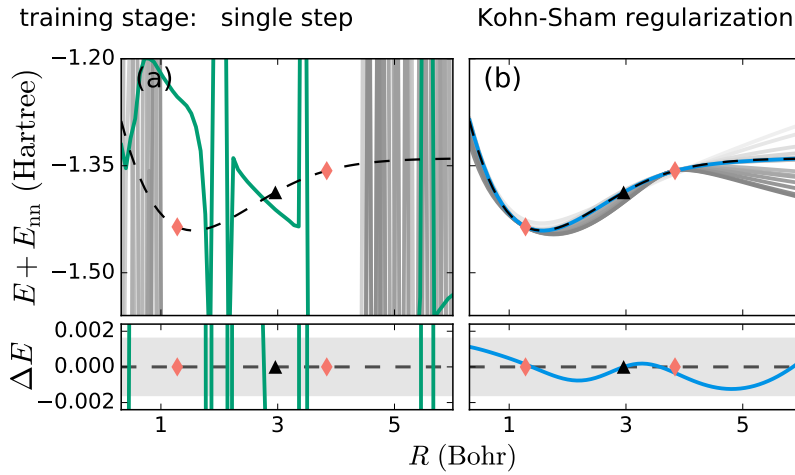 training stage: single step Kohn-Sham regularization
(a) (b)
−1.20
−1.35
−1.50
E + Enn (Hartree)
0.002
0.000
−0.002
ΔE
1 3 5 1 3 5
R (Bohr)